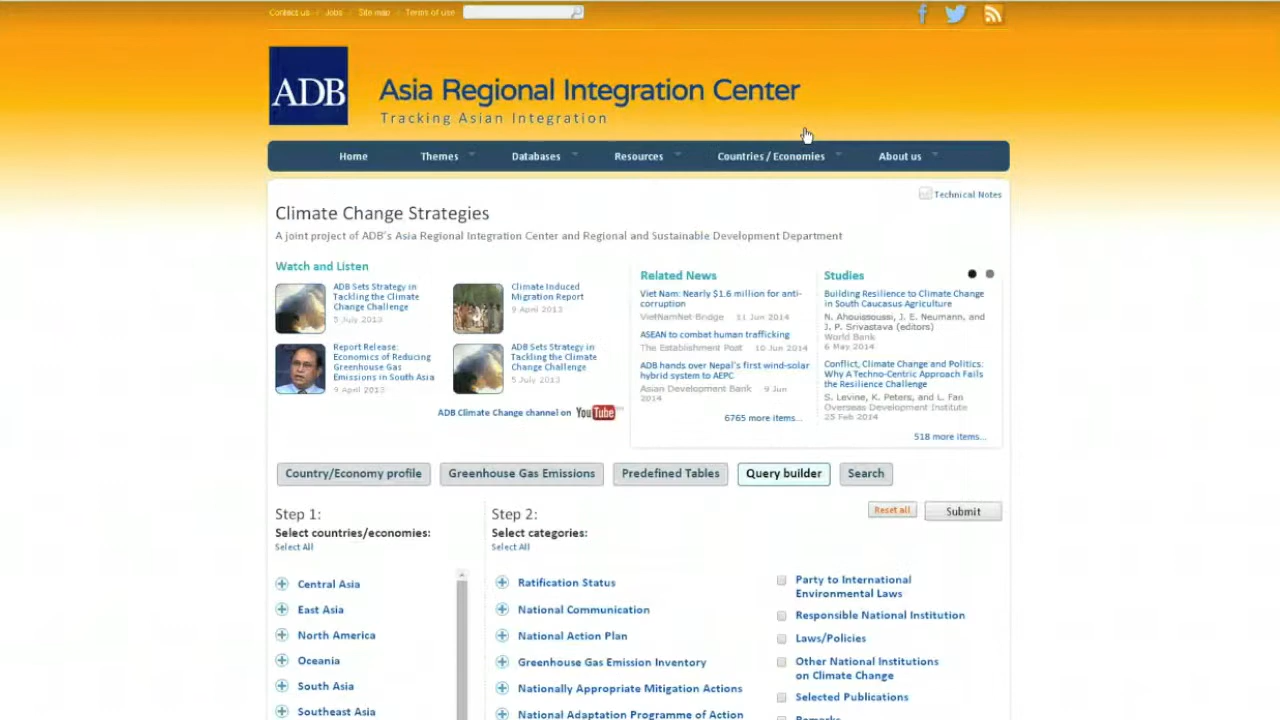 Contact us / Jobs / Site map / Terms of use
ADB
Asia Regional Integration Center
Tracking Asian Integration
Home Themes Databases Resources Countries / Economies About us
Technical Notes
Climate Change Strategies
A joint project of ADB's Asia Regional Integration Center and Regional and Sustainable Development Department
Watch and Listen
ADB Sets Strategy in
Tackling the Climate
Change Challenge
5 July 2013
Climate Induced
Migration Report
9 April 2013
Report Release:
Economics of Reducing
Greenhouse Gas
Emissions in South Asia
9 April 2013
ADB Sets Strategy in
Tackling the Climate
Change Challenge
5 July 2013
ADB Climate Change channel on YouTube
Related News
Viet Nam: Nearly $1.6 million for anti-
corruption
VietNamNet Bridge 11 Jun 2014
ASEAN to combat human trafficking
The Establishment Post 10 Jun 2014
ADB hands over Nepal's first wind-solar
hybrid system to AEPC
Asian Development Bank 9 Jun
2014
6765 more items...
Studies
Building Resilience to Climate Change
in South Caucasus Agriculture
N. Ahouissoussi, J. E. Neumann, and
J. P. Srivastava (editors)
World Bank
6 May 2014
Conflict, Climate Change and Politics:
Why A Techno-Centric Approach Fails
the Resilience Challenge
S. Levine, K. Peters, and L. Fan
Overseas Development Institute
25 Feb 2014
518 more items...
Country/Economy profile Greenhouse Gas Emissions Predefined Tables Query builder Search
Step 1:
Select countries/economies:
Select All
Central Asia
East Asia
North America
Oceania
South Asia
Southeast Asia
Step 2:
Select categories:
Select All
Reset all Submit
Ratification Status
National Communication
National Action Plan
Greenhouse Gas Emission Inventory
Nationally Appropriate Mitigation Actions
National Adaptation Programme of Action
Party to International
Environmental Laws
Responsible National Institution
Laws/Policies
Other National Institutions
on Climate Change
Selected Publications
Remarks